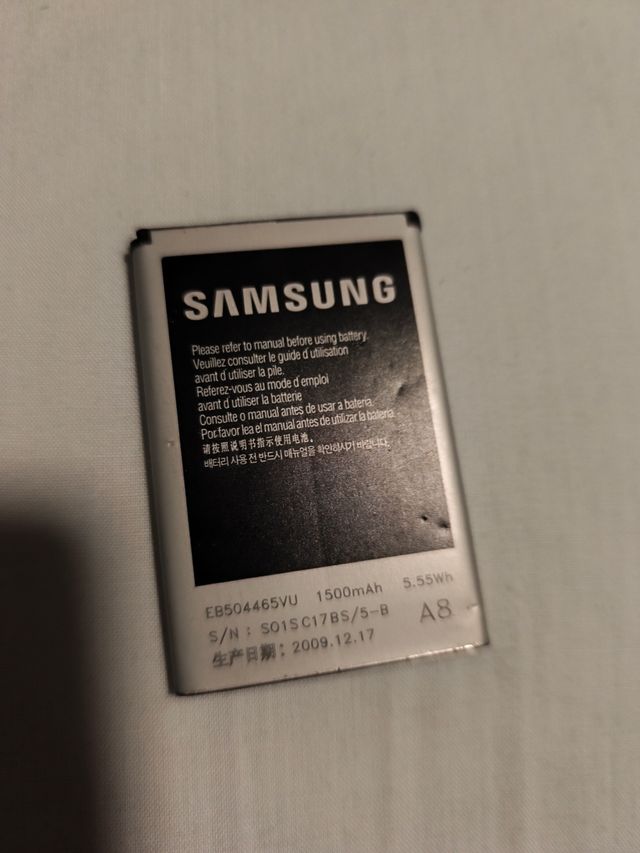 SAMSUNG
Please refer to manual before using battery.
Veuillez consulter le guide d'utilisation
avant d'utiliser la pile.
Referez-vous au mode d'emploi
avant d'utiliser la batterie
Consulte o manual antes de usar a bateria.
Por favor lea el manual antes de utilizar la bateria.
请按照说明书指示使用电池。
배터리 사용 전 반드시 매뉴얼을 확인하시기 바랍니다.
EB504465VU 1500mAh 5.55Wh
S/N : S01SC17BS/5-B A8
生产日期: 2009.12.17